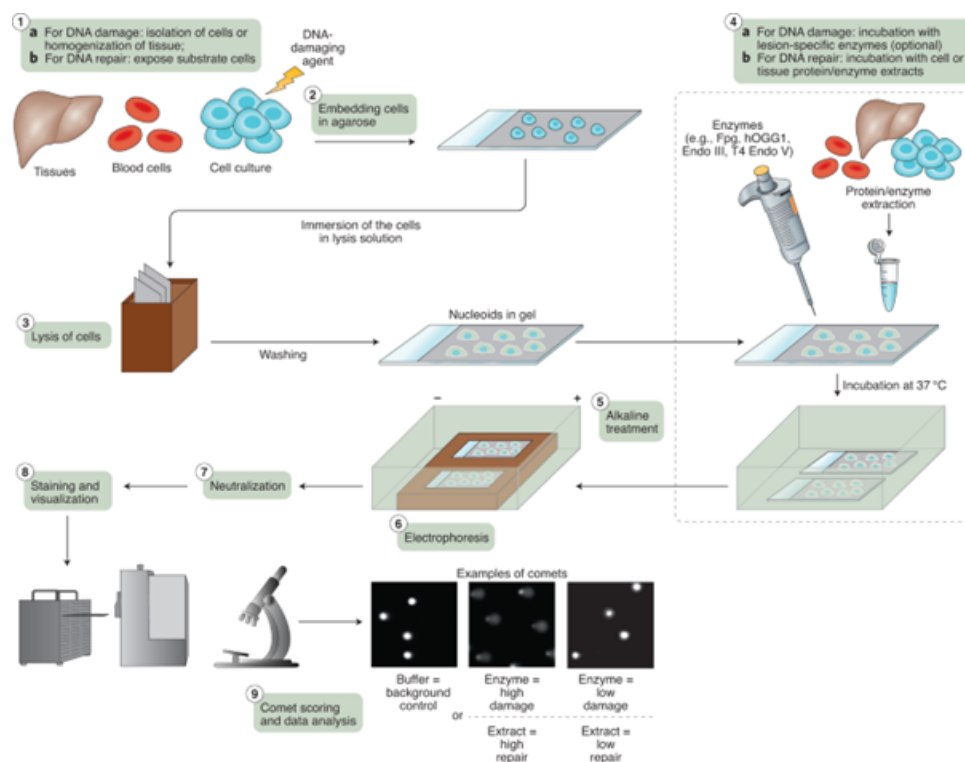 1
a For DNA damage: isolation of cells or
homogenization of tissue;
b For DNA repair: expose substrate cells
DNA-
damaging
agent
Tissues
Blood cells
Cell culture
2
Embedding cells
in agarose
4
a For DNA damage: incubation with
lesion-specific enzymes (optional)
b For DNA repair: incubation with cell or
tissue protein/enzyme extracts
Enzymes
(e.g., Fpg, hOGG1,
Endo III, T4 Endo V)
Protein/enzyme
extraction
Immersion of the cells
in lysis solution
3
Lysis of cells
Washing
Nucleoids in gel
Incubation at 37 °C
– +
5
Alkaline
treatment
6
Electrophoresis
7
Neutralization
8
Staining and
visualization
9
Comet scoring
and data analysis
Examples of comets
Buffer =
background
control
or
Enzyme =
high
damage
Extract =
high
repair
Enzyme =
low
damage
Extract =
low
repair